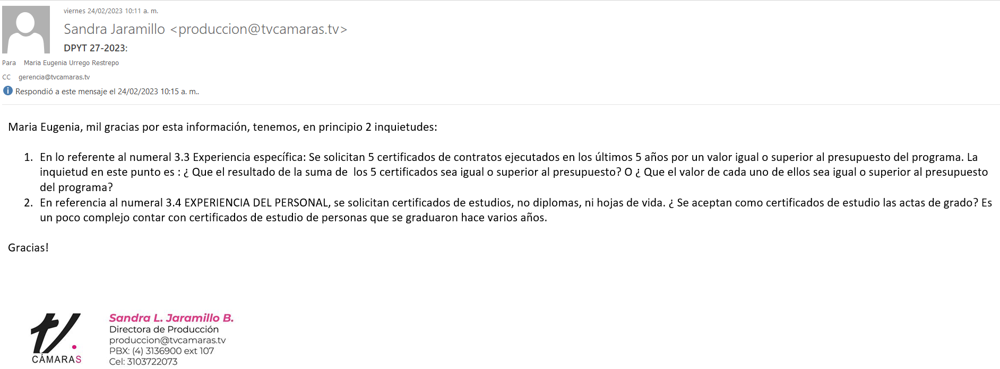 viernes 24/02/2023 10:11 a. m.
Sandra Jaramillo <produccion@tvcamaras.tv>
DPYT 27-2023:
Para Maria Eugenia Urrego Restrepo
CC gerencia@tvcamaras.tv
i Respondió a este mensaje el 24/02/2023 10:15 a. m..
Maria Eugenia, mil gracias por esta información, tenemos, en principio 2 inquietudes:
1. En lo referente al numeral 3.3 Experiencia específica: Se solicitan 5 certificados de contratos ejecutados en los últimos 5 años por un valor igual o superior al presupuesto del programa. La
inquietud en este punto es : ¿ Que el resultado de la suma de  los 5 certificados sea igual o superior al presupuesto? O ¿ Que el valor de cada uno de ellos sea igual o superior al presupuesto
del programa?
2. En referencia al numeral 3.4 EXPERIENCIA DEL PERSONAL, se solicitan certificados de estudios, no diplomas, ni hojas de vida. ¿ Se aceptan como certificados de estudio las actas de grado? Es
un poco complejo contar con certificados de estudio de personas que se graduaron hace varios años.
Gracias!
tv.
CÁMARAS
Sandra L. Jaramillo B.
Directora de Producción
produccion@tvcamaras.tv
PBX: (4) 3136900 ext 107
Cel: 3103722073